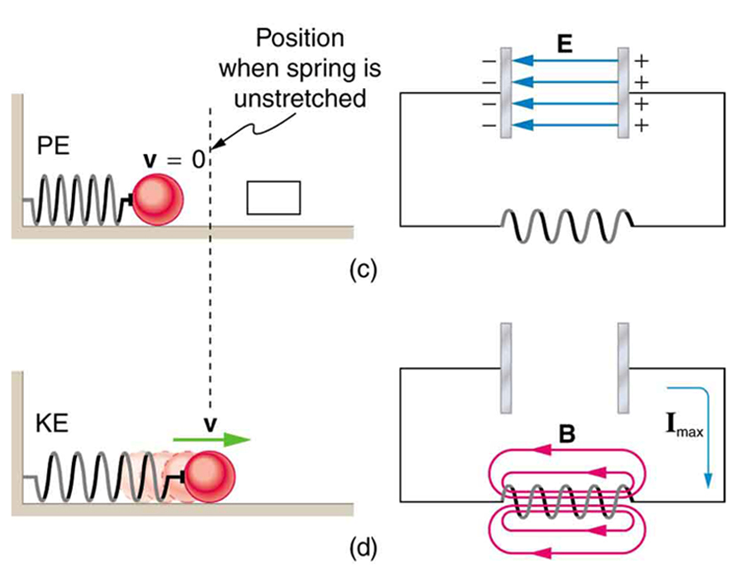 Position
when spring is
unstretched
PE
v = 0
E
− +
− +
− +
− +
(c)
KE
v
B
Imax
(d)